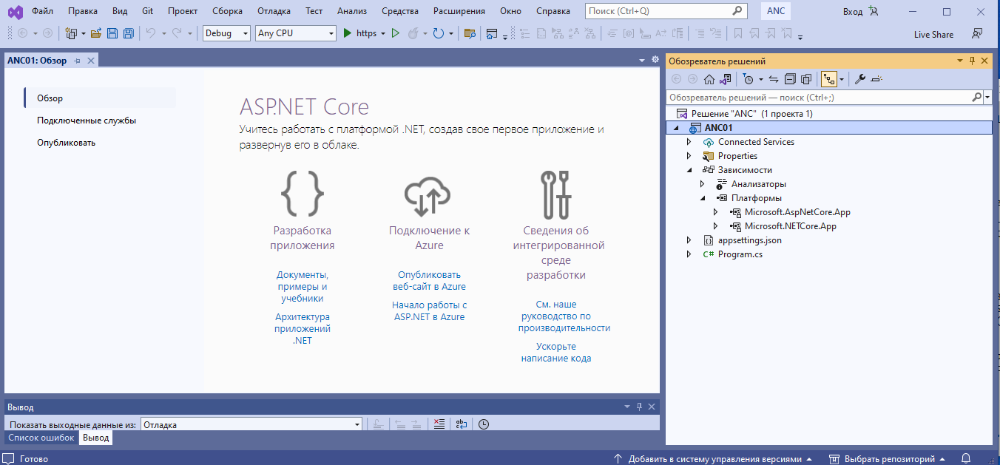 Файл Правка Вид Git Проект Сборка Отладка Тест Анализ Средства Расширения Окно Справка Поиск (Ctrl+Q) ANC Вход
Debug Any CPU https Live Share
ANC01: Обзор
Обзор
Подключенные службы
Опубликовать
ASP.NET Core
Учитесь работать с платформой .NET, создав свое первое приложение и
развернув его в облаке.
Разработка
приложения
Документы,
примеры и
учебники
Архитектура
приложений
.NET
Подключение к
Azure
Опубликовать
веб-сайт в Azure
Начало работы с
ASP.NET в Azure
Сведения об
интегрированной
среде
разработки
См. наше
руководство по
производительности
Ускорьте
написание кода
Обозреватель решений
Обозреватель решений — поиск (Ctrl+;)
Решение "ANC" (1 проекта 1)
ANC01
Connected Services
Properties
Зависимости
Анализаторы
Платформы
Microsoft.AspNetCore.App
Microsoft.NETCore.App
appsettings.json
C# Program.cs
Вывод
Показать выходные данные из: Отладка
Список ошибок Вывод
Готово Добавить в систему управления версиями Выбрать репозиторий